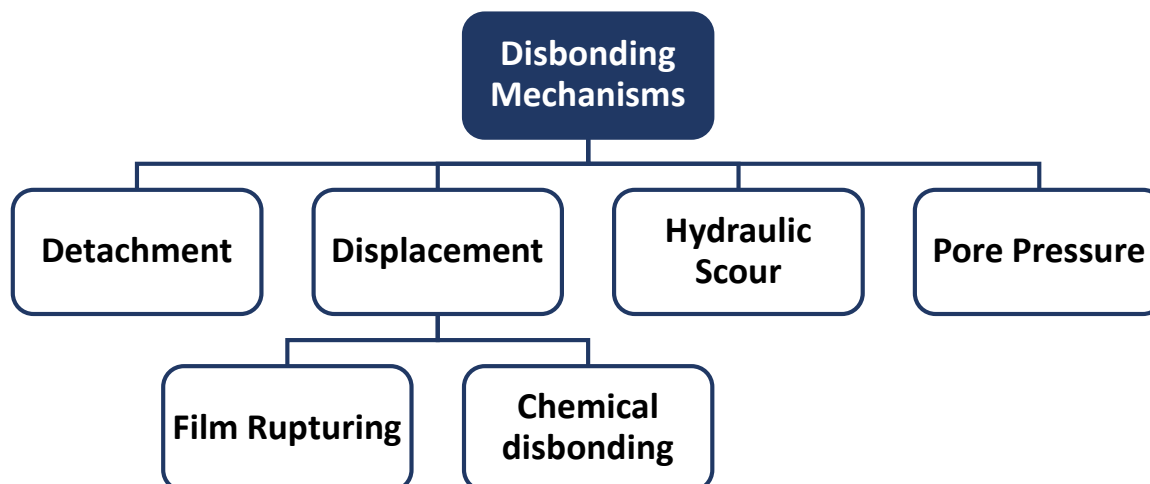 Disbonding
Mechanisms
Detachment
Displacement
Hydraulic
Scour
Pore Pressure
Film Rupturing
Chemical
disbonding